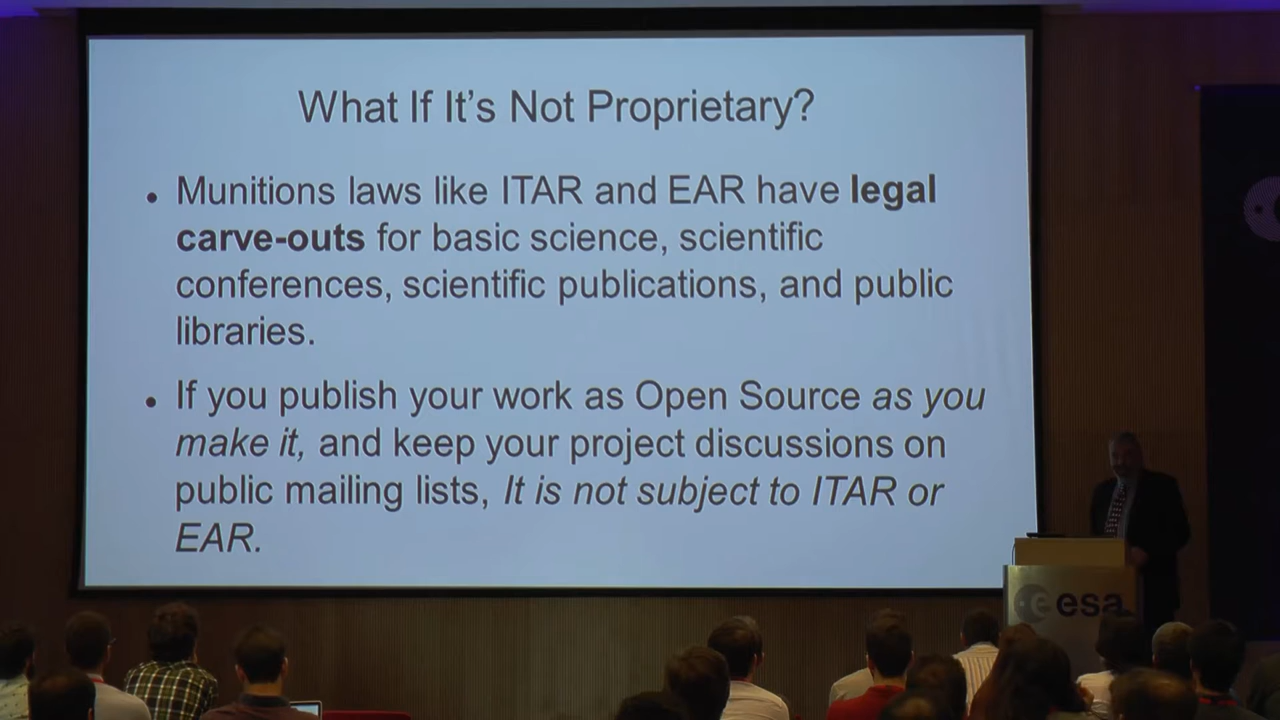 What If It's Not Proprietary?
• Munitions laws like ITAR and EAR have legal
carve-outs for basic science, scientific
conferences, scientific publications, and public
libraries.
• If you publish your work as Open Source as you
make it, and keep your project discussions on
public mailing lists, It is not subject to ITAR or
EAR.
esa